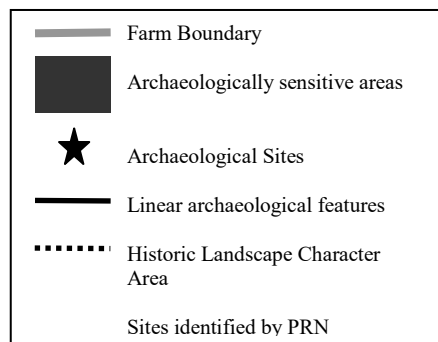 Farm Boundary
Archaeologically sensitive areas
Archaeological Sites
Linear archaeological features
Historic Landscape Character
Area
Sites identified by PRN